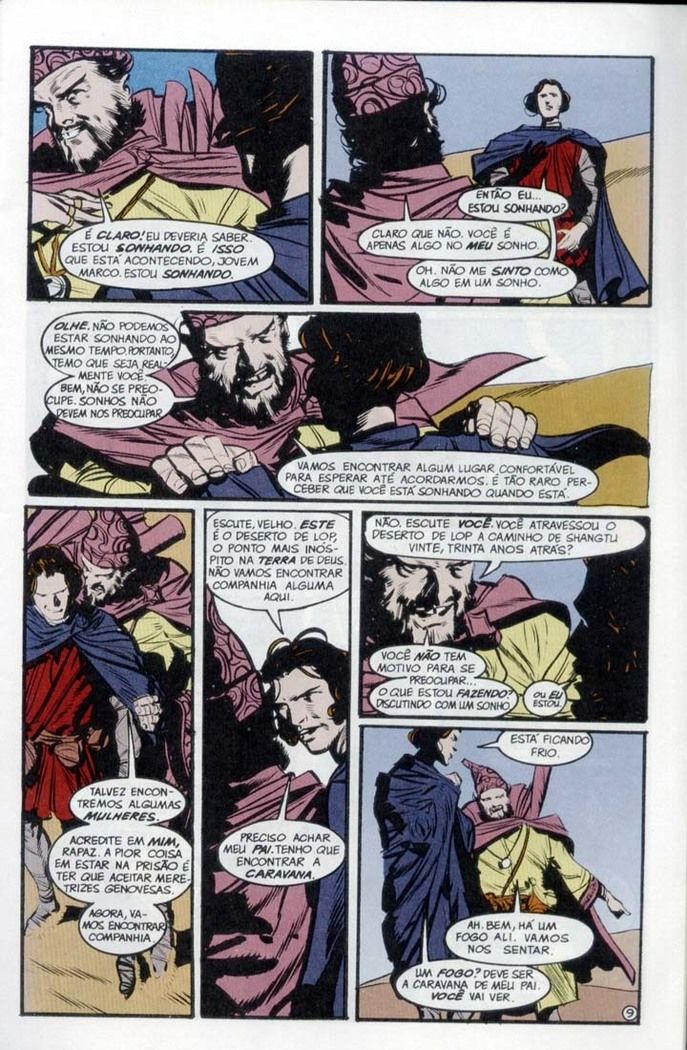 É CLARO! EU DEVERIA SABER.
ESTOU SONHANDO. É ISSO
QUE ESTÁ ACONTECENDO, JOVEM
MARCO. ESTOU SONHANDO.
ENTÃO EU...
ESTOU SONHANDO?
CLARO QUE NÃO. VOCÊ É
APENAS ALGO NO MEU SONHO.
OH. NÃO ME SINTO COMO
ALGO EM UM SONHO.
OLHE, NÃO PODEMOS
ESTAR SONHANDO AO
MESMO TEMPO. PORTANTO,
TEMO QUE SEJA REAL-
MENTE VOCÊ.
BEM, NÃO SE PREO-
CUPE. SONHOS NÃO
DEVEM NOS PREOCUPAR.
VAMOS ENCONTRAR ALGUM LUGAR CONFORTÁVEL
PARA ESPERAR ATÉ ACORDARMOS. É TÃO RARO PER-
CEBER QUE VOCÊ ESTÁ SONHANDO QUANDO ESTÁ.
TALVEZ ENCON-
TREMOS ALGUMAS
MULHERES.
ACREDITE EM MIM,
RAPAZ. A PIOR COISA
EM ESTAR NA PRISÃO É
TER QUE ACEITAR MERE-
TRIZES GENOVESAS.
AGORA, VA-
MOS ENCONTRAR
COMPANHIA.
ESCUTE, VELHO. ESTE
É O DESERTO DE LOP,
O PONTO MAIS INÓS-
PITO NA TERRA DE DEUS.
NÃO VAMOS ENCONTRAR
COMPANHIA ALGUMA
AQUI.
PRECISO ACHAR
MEU PAI. TENHO QUE
ENCONTRAR A
CARAVANA.
NÃO. ESCUTE VOCÊ. VOCÊ ATRAVESSOU O
DESERTO DE LOP A CAMINHO DE SHANGTU
VINTE, TRINTA ANOS ATRÁS?
VOCÊ NÃO TEM
MOTIVO PARA SE
PREOCUPAR...
O QUE ESTOU FAZENDO?
DISCUTINDO COM UM SONHO
OU EU
ESTOU.
ESTÁ FICANDO
FRIO.
AH. BEM, HÁ UM
FOGO ALI. VAMOS
NOS SENTAR.
UM FOGO? DEVE SER
A CARAVANA DE MEU PAI.
VOCÊ VAI VER.
9